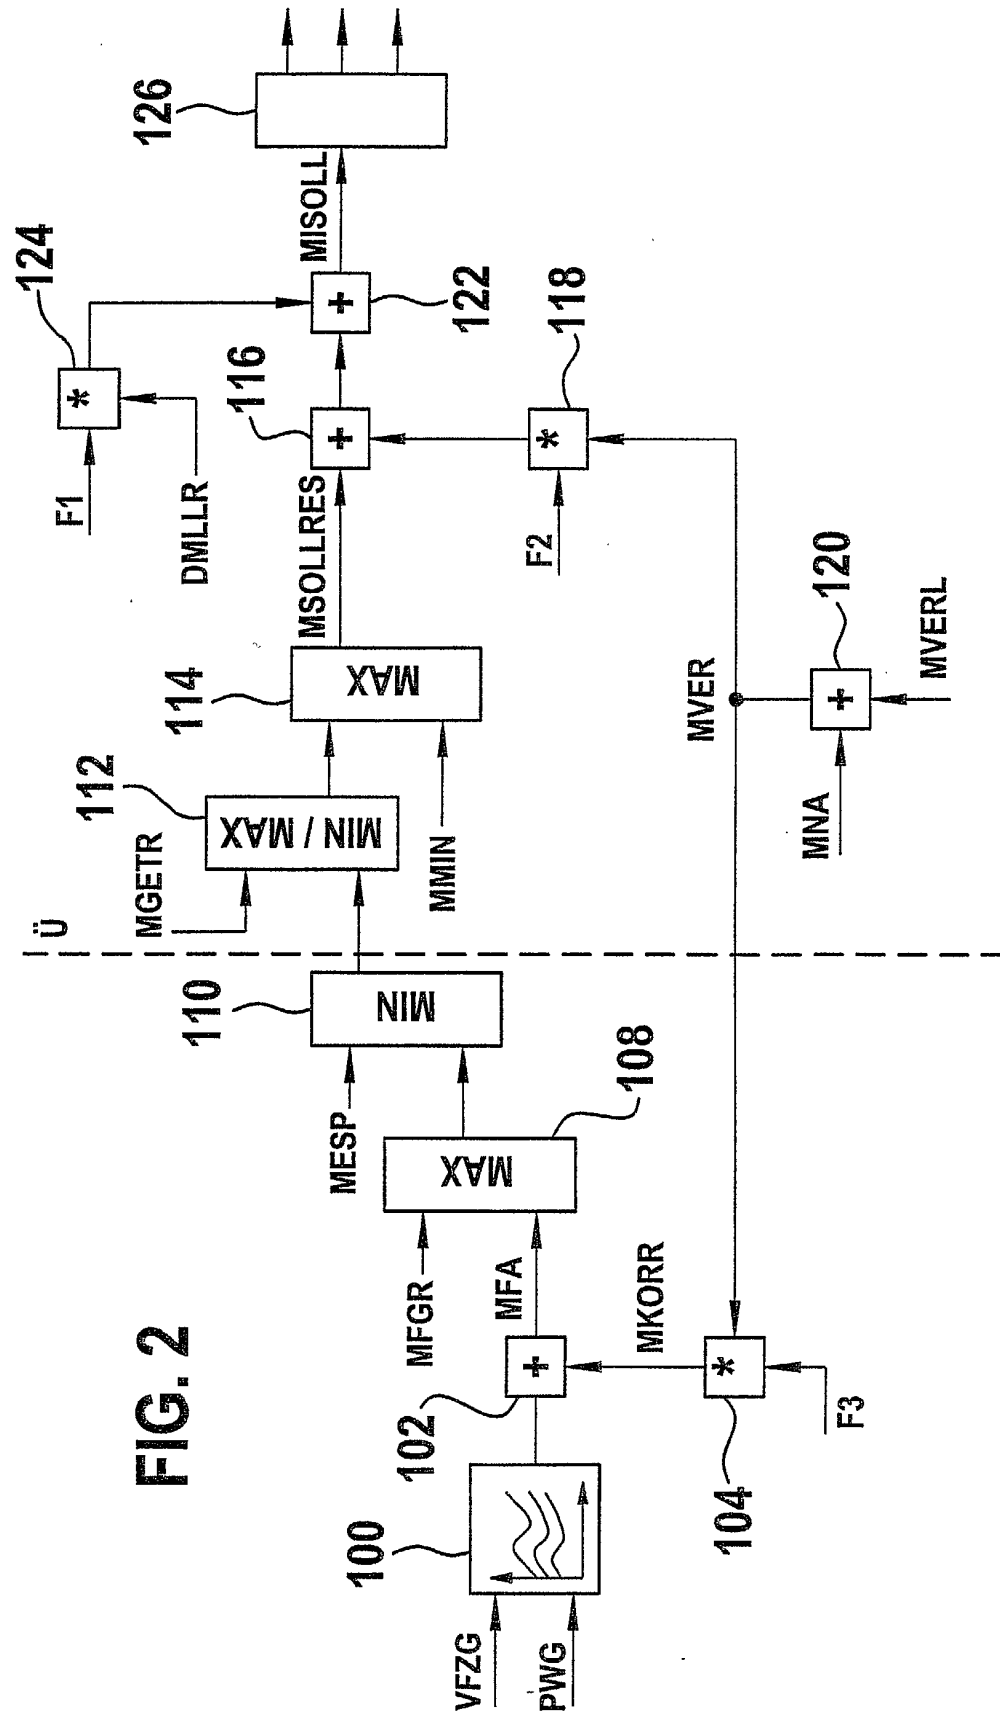 FIG. 2
VFZG
PWG
100
102
MFA
MKORR
104
F3
MFGR
MAX
108
MESP
MIN
110
Ü
MGETR
MIN / MAX
112
MMIN
MAX
114
MSOLLRES
+
116
F1
DMLLR
*
124
F2
*
118
MVER
MNA
+
120
MVERL
+
122
MISOLL
126
+
*